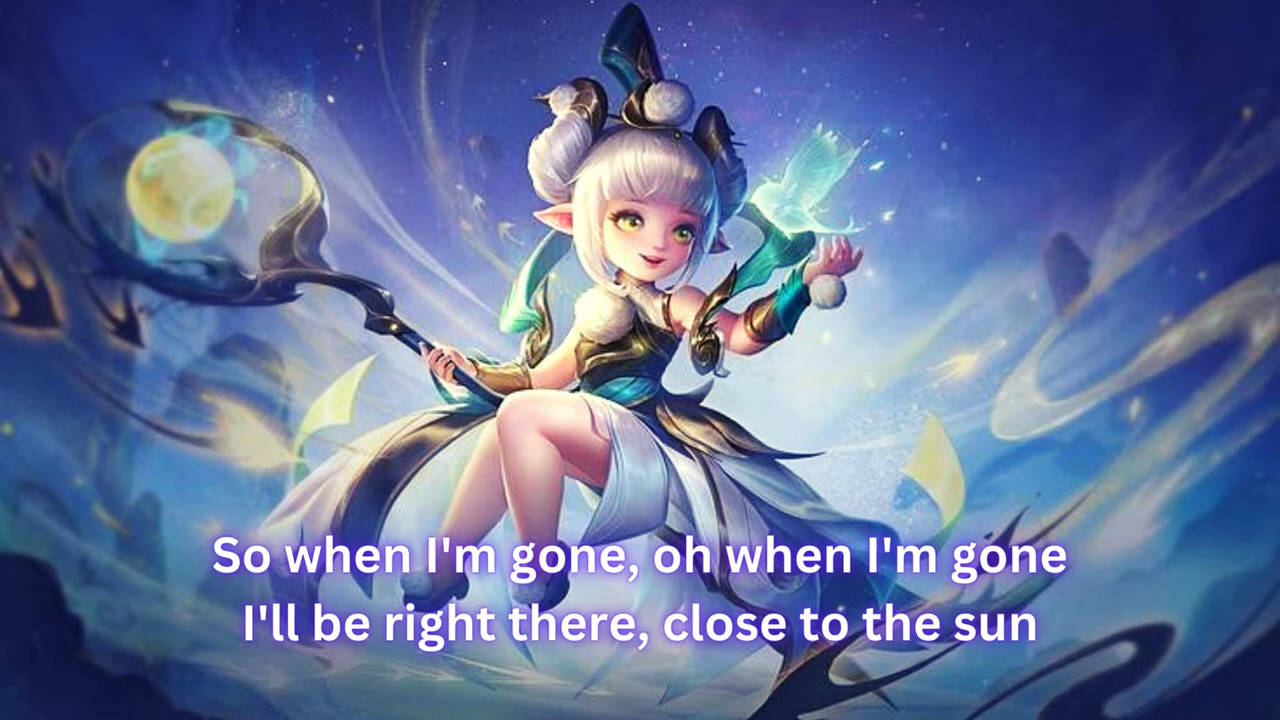 So when I'm gone, oh when I'm gone
I'll be right there, close to the sun